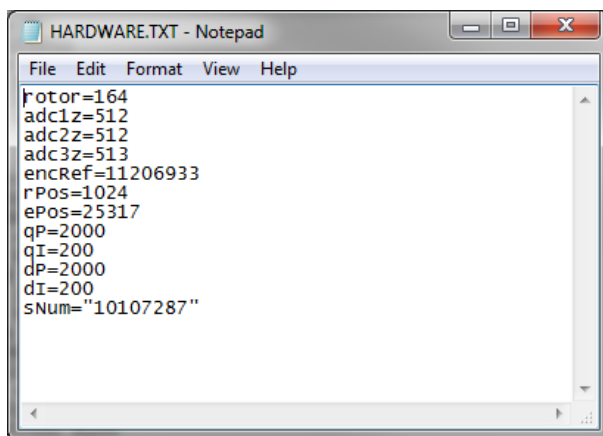 HARDWARE.TXT - Notepad
File Edit Format View Help
rotor=164
adc1z=512
adc2z=512
adc3z=513
encRef=11206933
rPos=1024
ePos=25317
qP=2000
qI=200
dP=2000
dI=200
sNum="10107287"